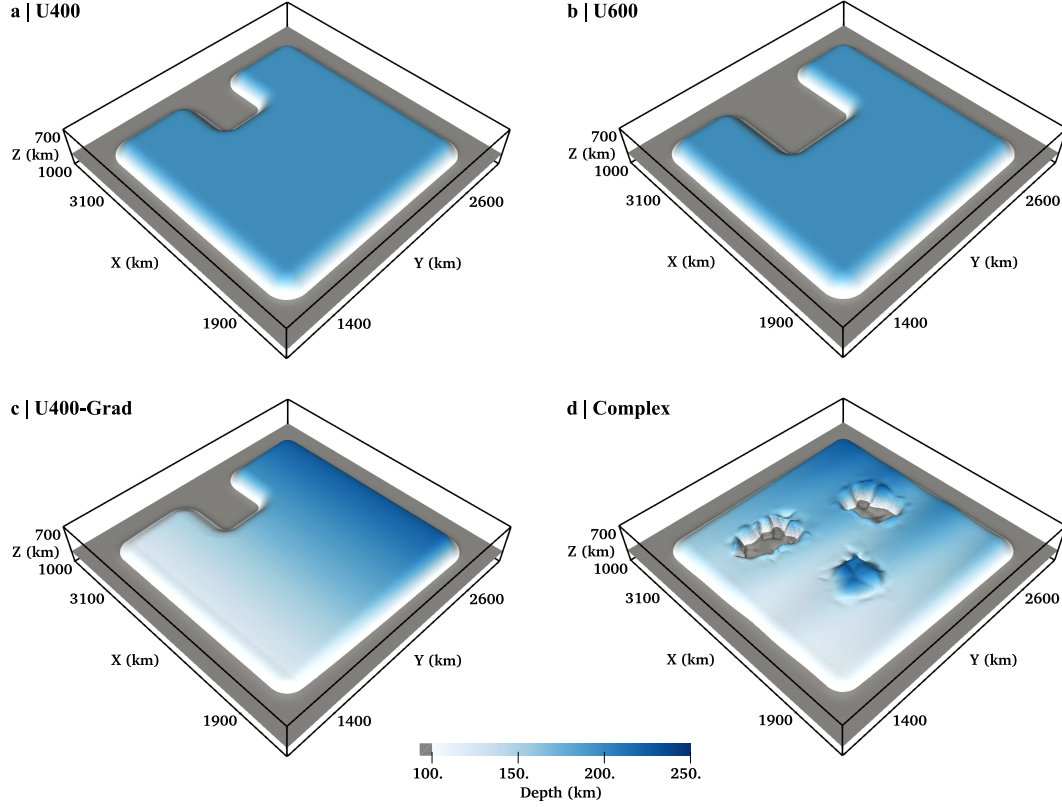 a | U400
700
Z (km)
1000
3100
X (km)
1900
1400
Y (km)
2600
b | U600
700
Z (km)
1000
3100
X (km)
1900
1400
Y (km)
2600
c | U400-Grad
700
Z (km)
1000
3100
X (km)
1900
1400
Y (km)
2600
d | Complex
700
Z (km)
1000
3100
X (km)
1900
1400
Y (km)
2600
100. 150. 200. 250.
Depth (km)